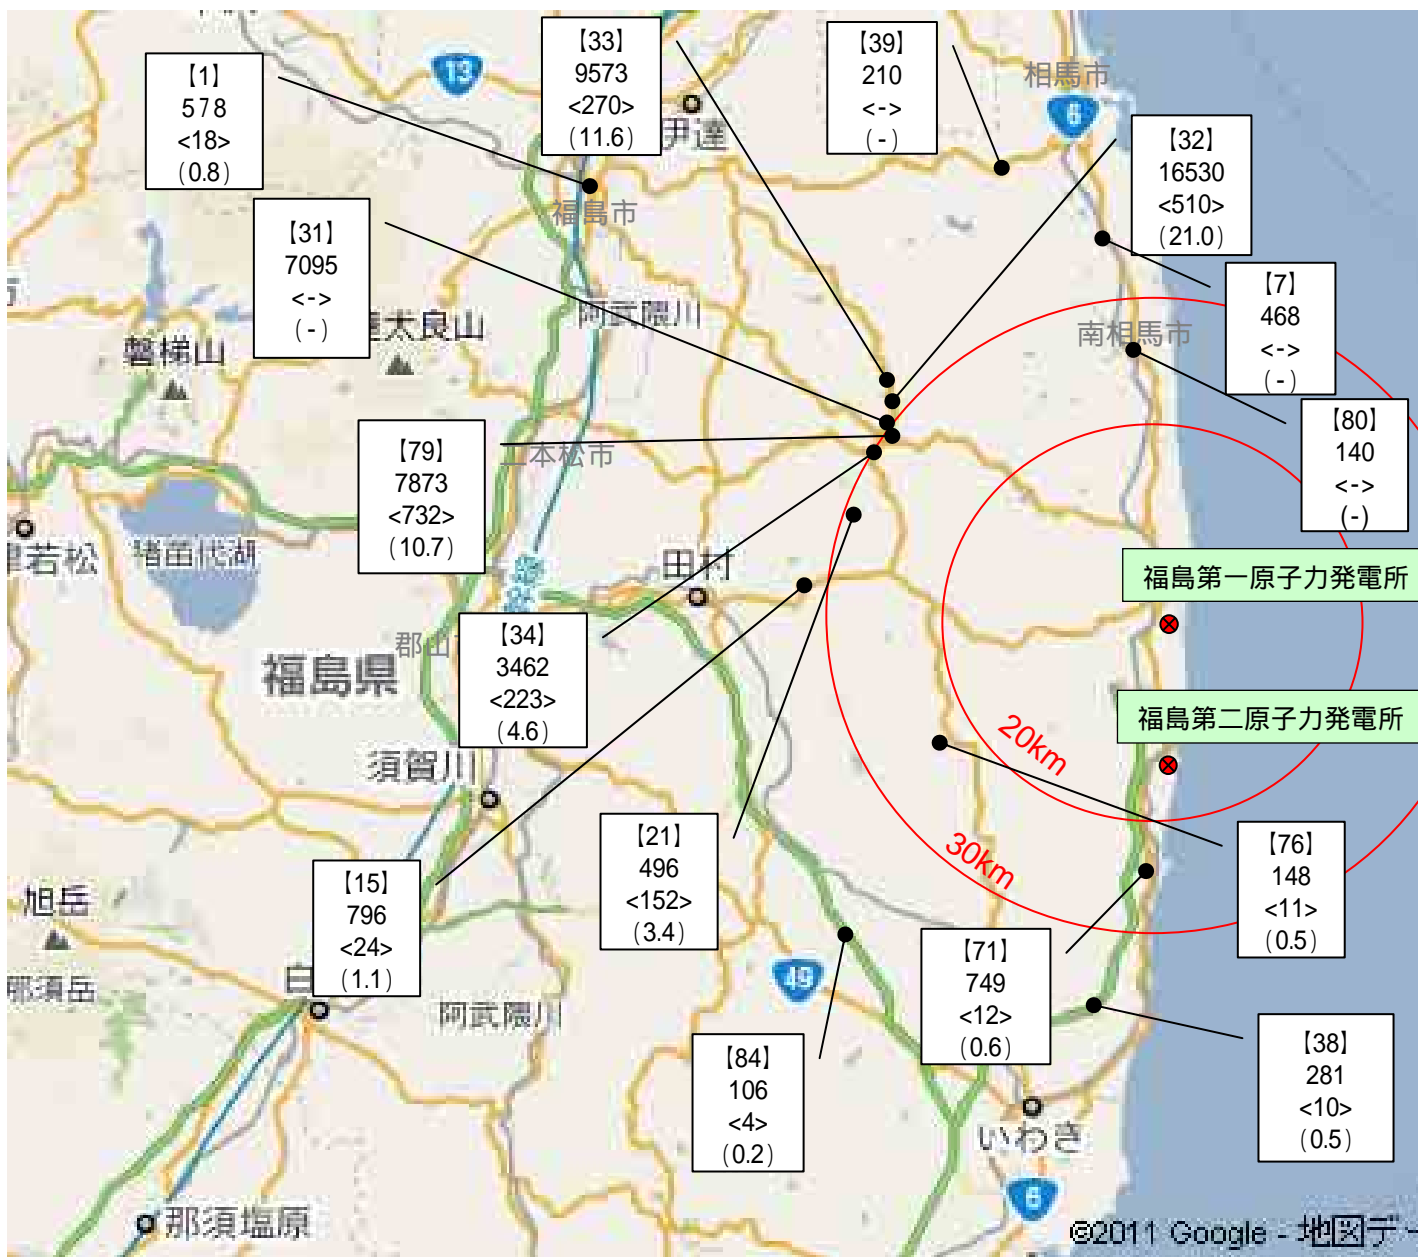 【33】
9573
<270>
(11.6)
【39】
210
<->
(-)
【1】
578
<18>
(0.8)
13
伊達
相馬市
6
【32】
16530
<510>
(21.0)
福島市
【31】
7095
<->
(-)
【7】
468
<->
(-)
阿武隈川
太良山
磐梯山
南相馬市
【80】
140
<->
(-)
【79】
7873
<732>
(10.7)
二本松市
猪苗代湖
若松
田村
福島第一原子力発電所
【34】
3462
<223>
(4.6)
郡山
福島県
福島第二原子力発電所
20km
須賀川
30km
【21】
496
<152>
(3.4)
【76】
148
<11>
(0.5)
【15】
796
<24>
(1.1)
旭岳
那須岳
白
阿武隈川
49
【71】
749
<12>
(0.6)
【84】
106
<4>
(0.2)
【38】
281
<10>
(0.5)
いわき
6
那須塩原
©2011 Google - 地図デー